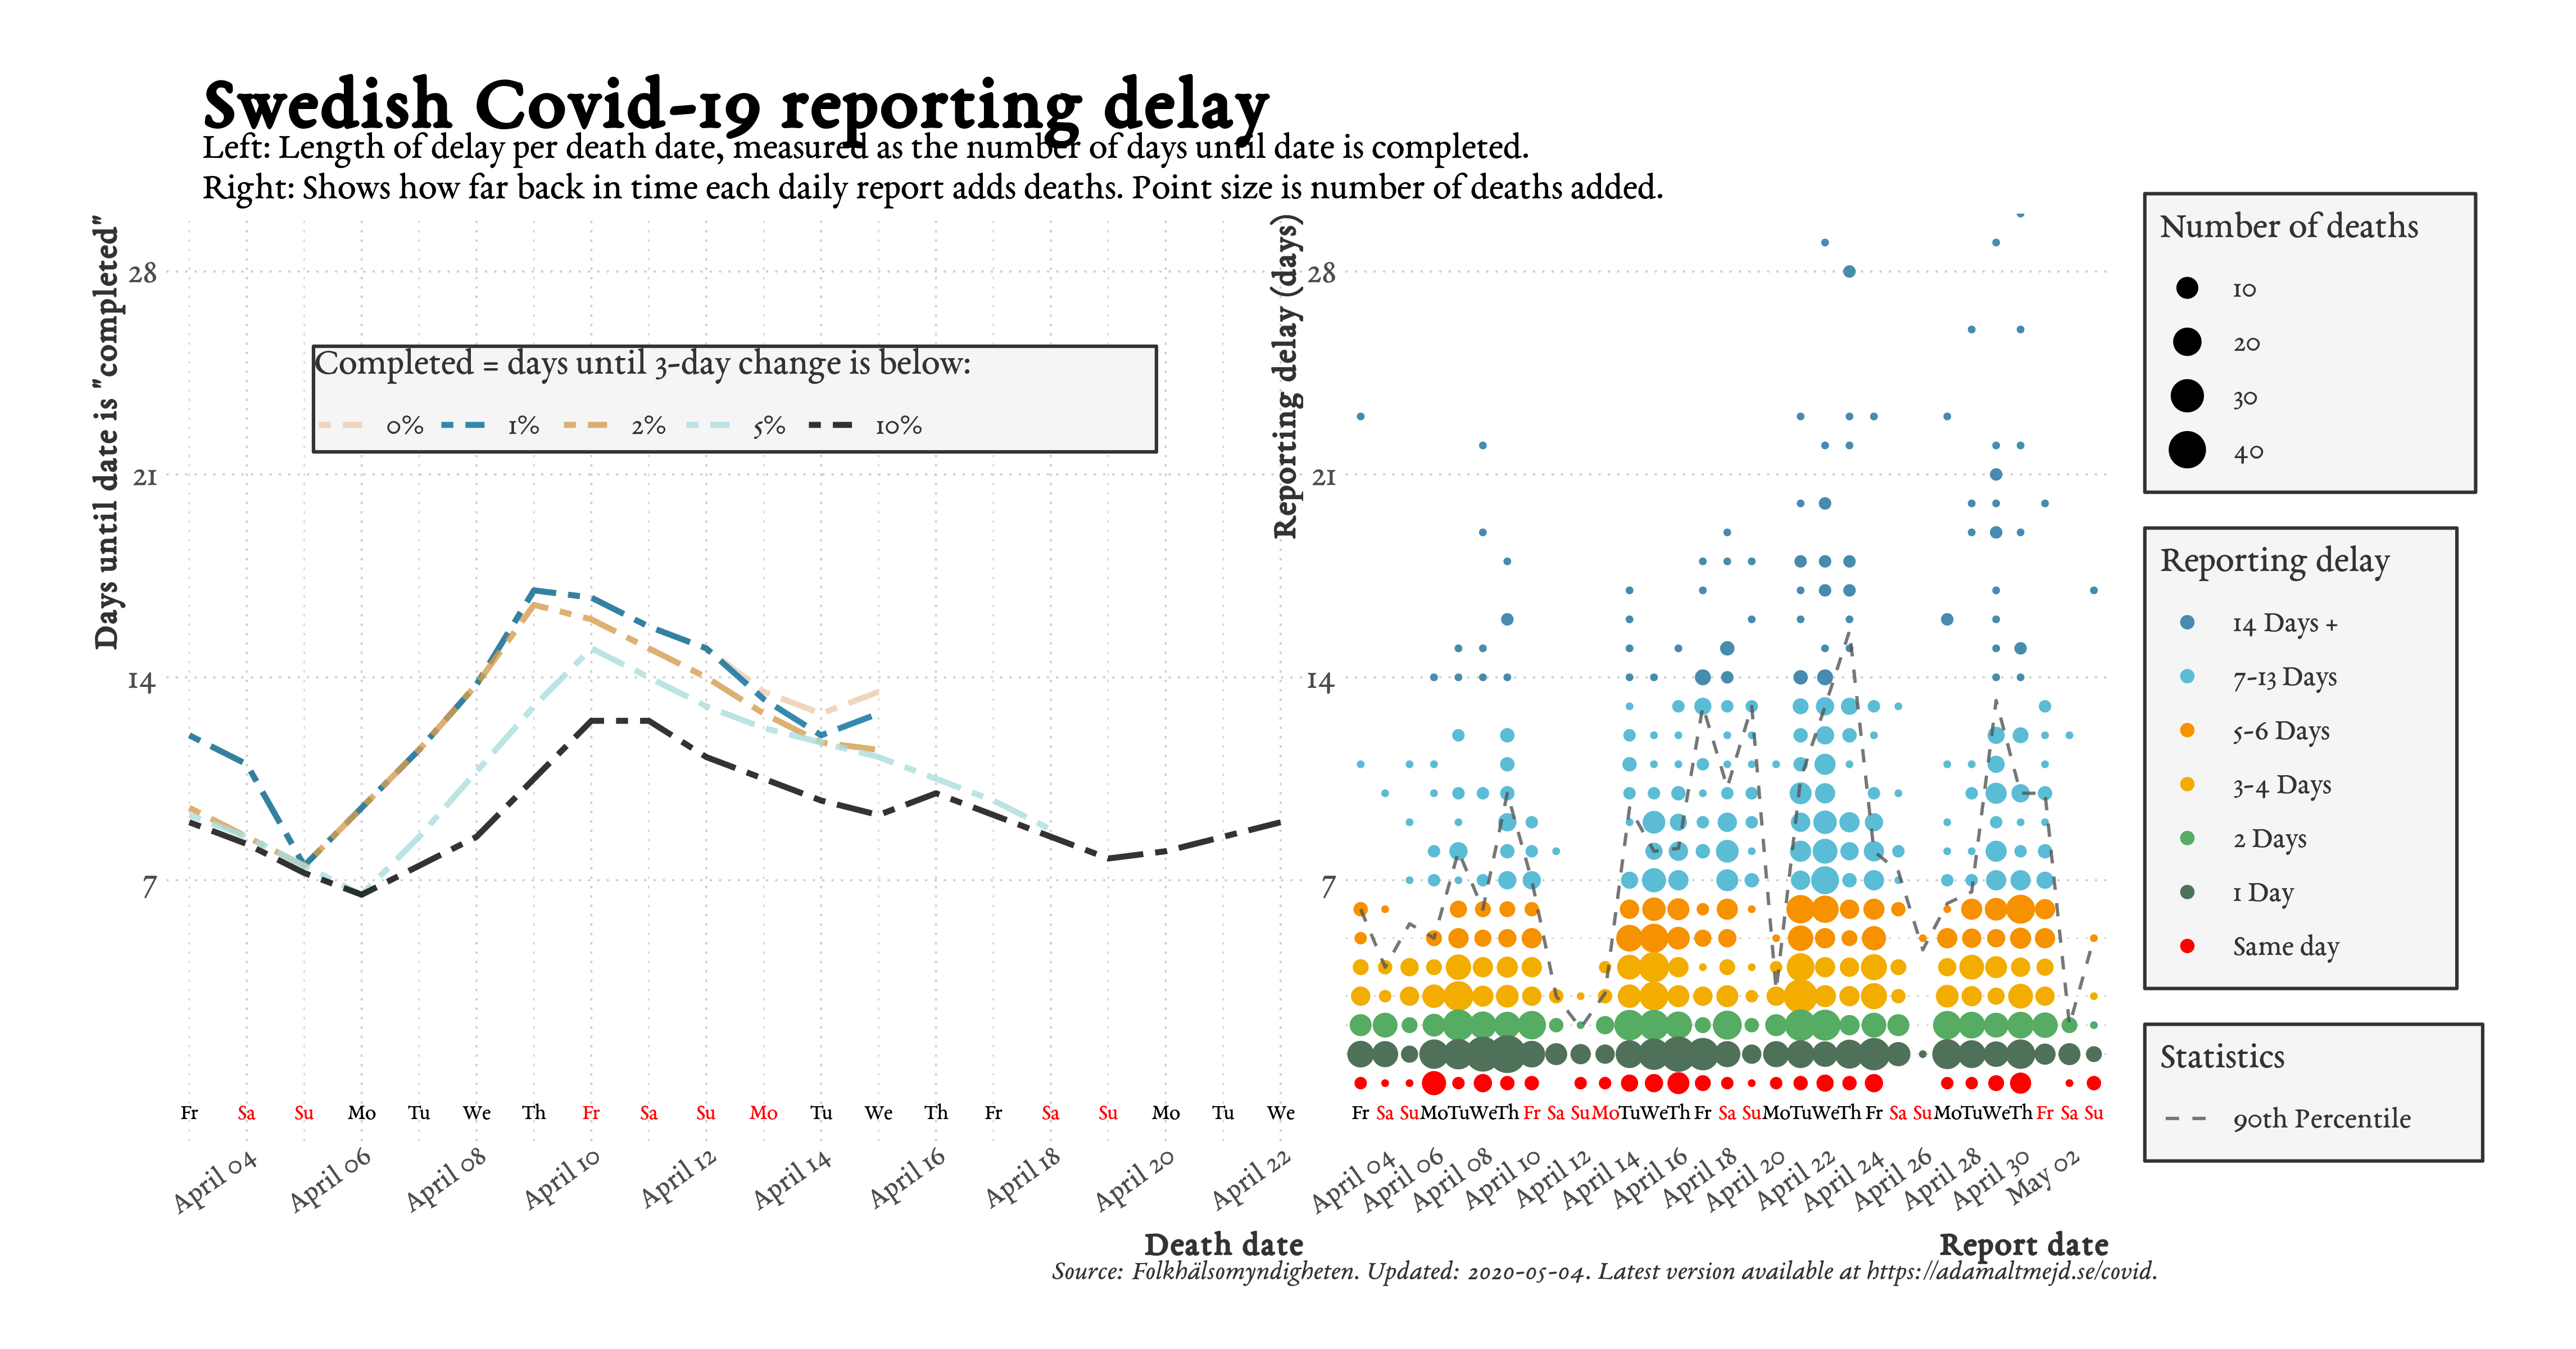 Swedish Covid-19 reporting delay
Left: Length of delay per death date, measured as the number of days until date is completed.
Right: Shows how far back in time each daily report adds deaths. Point size is number of deaths added.
Days until date is "completed"
28
21
14
7
Completed = days until 3-day change is below:
0% 1% 2% 5% 10%
Fr Sa Su Mo Tu We Th Fr Sa Su Mo Tu We Th Fr Sa Su Mo Tu We
April 04 April 06 April 08 April 10 April 12 April 14 April 16 April 18 April 20 April 22
Death date
Reporting delay (days)
28
21
14
7
Fr Sa Su Mo Tu We Th Fr Sa Su Mo Tu We Th Fr Sa Su Mo Tu We Th Fr Sa Su Mo Tu We Th Fr Sa Su
April 04 April 06 April 08 April 10 April 12 April 14 April 16 April 18 April 20 April 22 April 24 April 26 April 28 April 30 May 02
Report date
Number of deaths
10
20
30
40
Reporting delay
14 Days +
7-13 Days
5-6 Days
3-4 Days
2 Days
1 Day
Same day
Statistics
90th Percentile
Source: Folkhälsomyndigheten. Updated: 2020-05-04. Latest version available at https://adamaltmejd.se/covid.